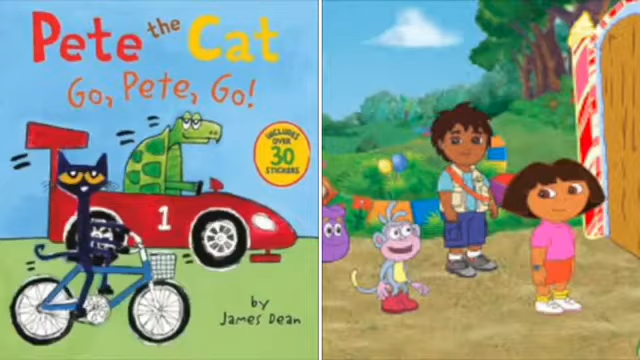 Pete the Cat
Go, Pete, Go!
INCLUDES
OVER
30
STICKERS
1
by
James Dean